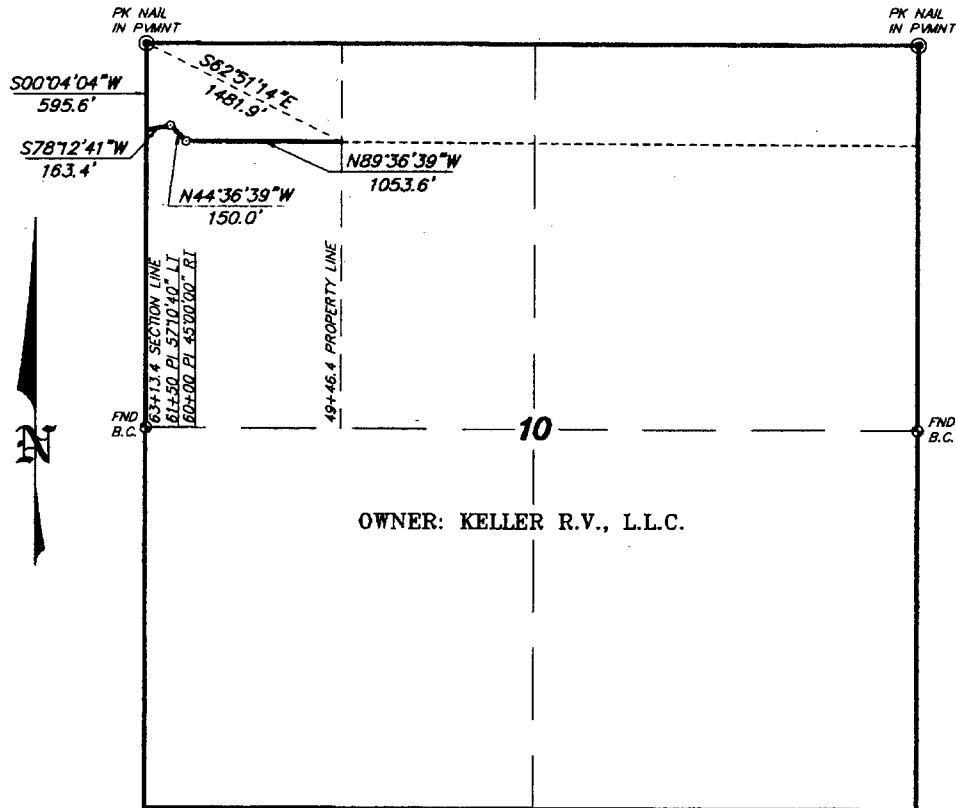 PK NAIL
IN PVMNT
PK NAIL
IN PVMNT
S00°04'04"W
595.6'
S62°51'14"E
1481.9'
S78°12'41"W
163.4'
N89°36'39"W
1053.6'
N44°36'39"W
150.0'
63+13.4 SECTION LINE
61+50 PI 57°10'40" LT
60+00 PI 45°00'00" RT
49+46.4 PROPERTY LINE
N
FND
B.C.
10
FND
B.C.
OWNER: KELLER R.V., L.L.C.